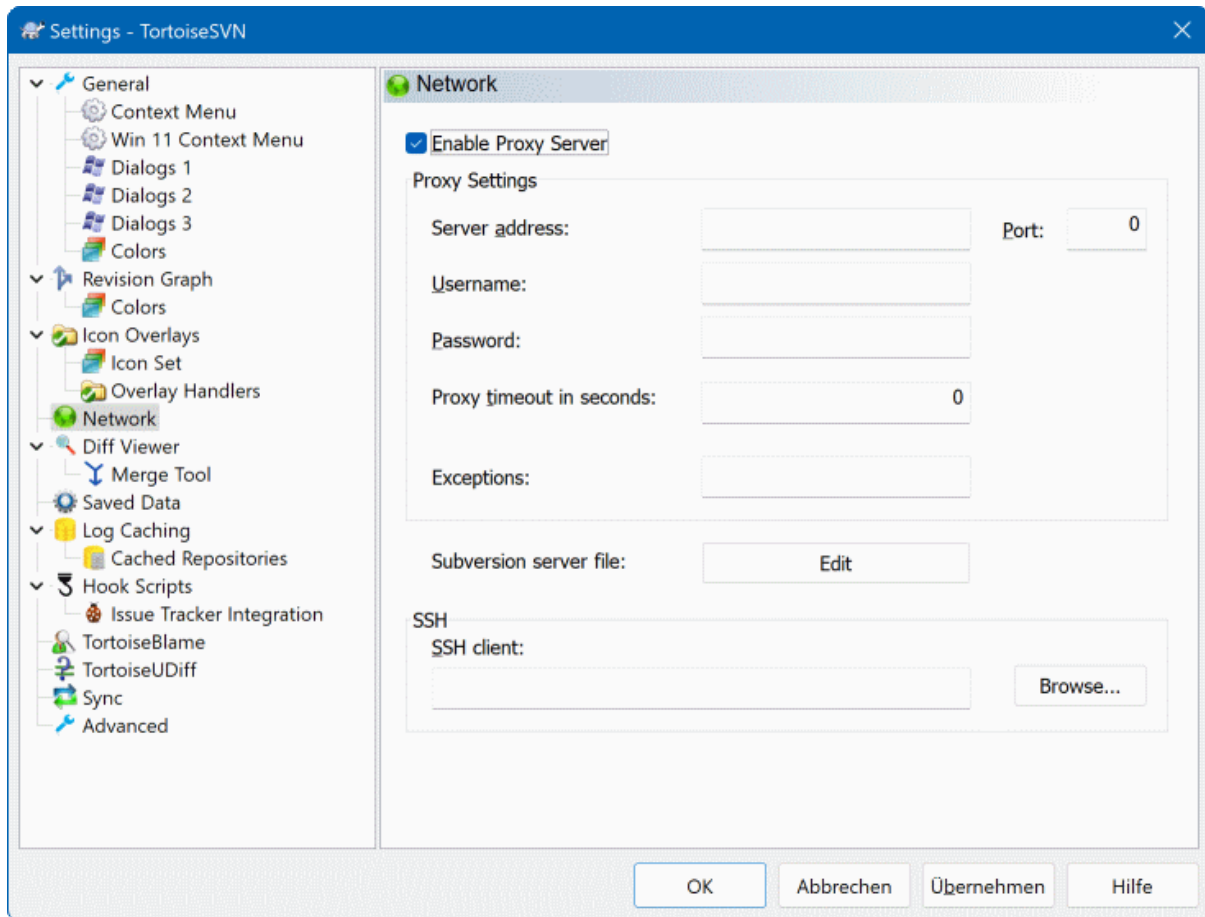 Settings - TortoiseSVN
General
Context Menu
Win 11 Context Menu
Dialogs 1
Dialogs 2
Dialogs 3
Colors
Revision Graph
Colors
Icon Overlays
Icon Set
Overlay Handlers
Network
Diff Viewer
Merge Tool
Saved Data
Log Caching
Cached Repositories
Hook Scripts
Issue Tracker Integration
TortoiseBlame
TortoiseUDiff
Sync
Advanced
Network
Enable Proxy Server
Proxy Settings
Server address: Port: 0
Username:
Password:
Proxy timeout in seconds: 0
Exceptions:
Subversion server file: Edit
SSH
SSH client:
Browse...
OK Abbrechen Übernehmen Hilfe